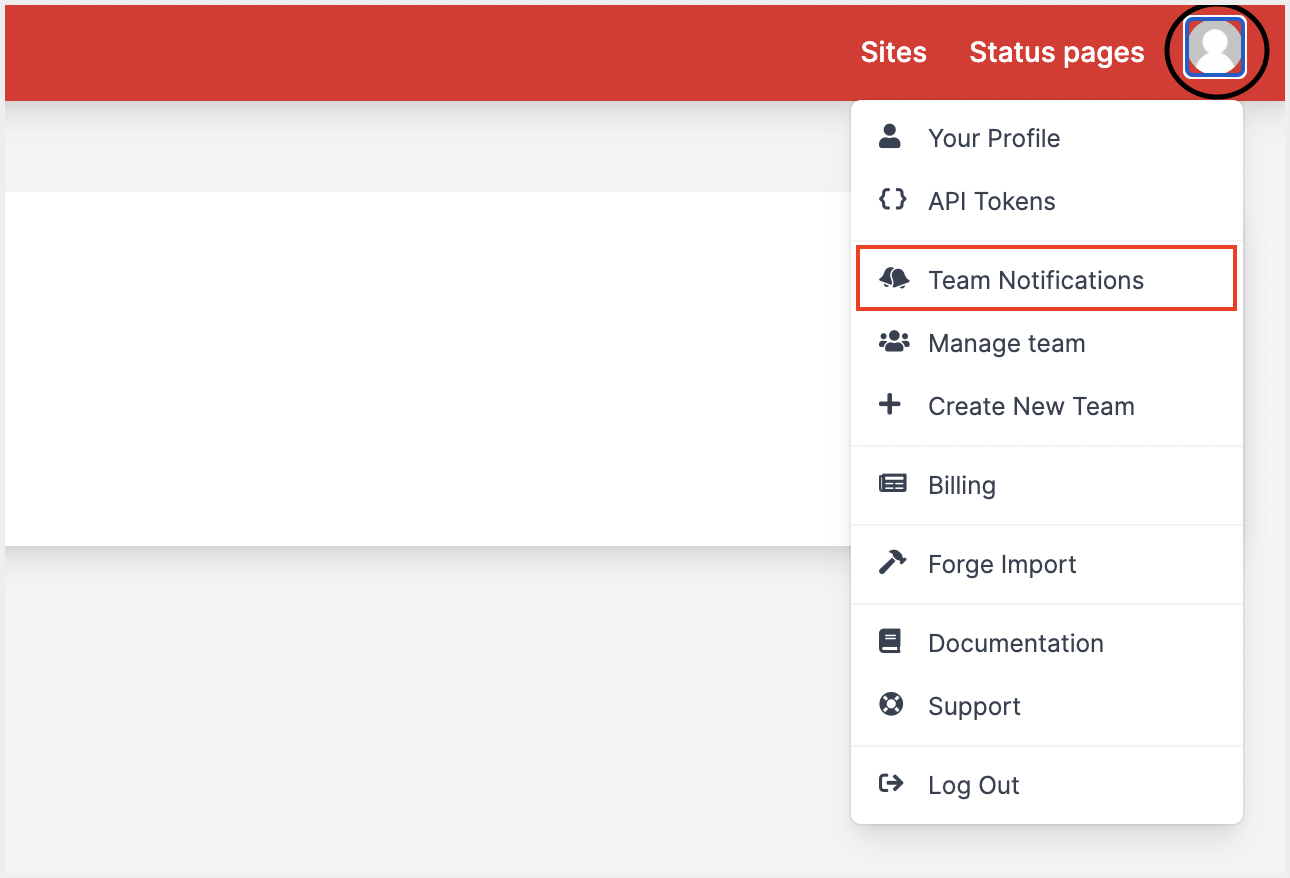 Sites
Status pages
Your Profile
API Tokens
Team Notifications
Manage team
Create New Team
Billing
Forge Import
Documentation
Support
Log Out